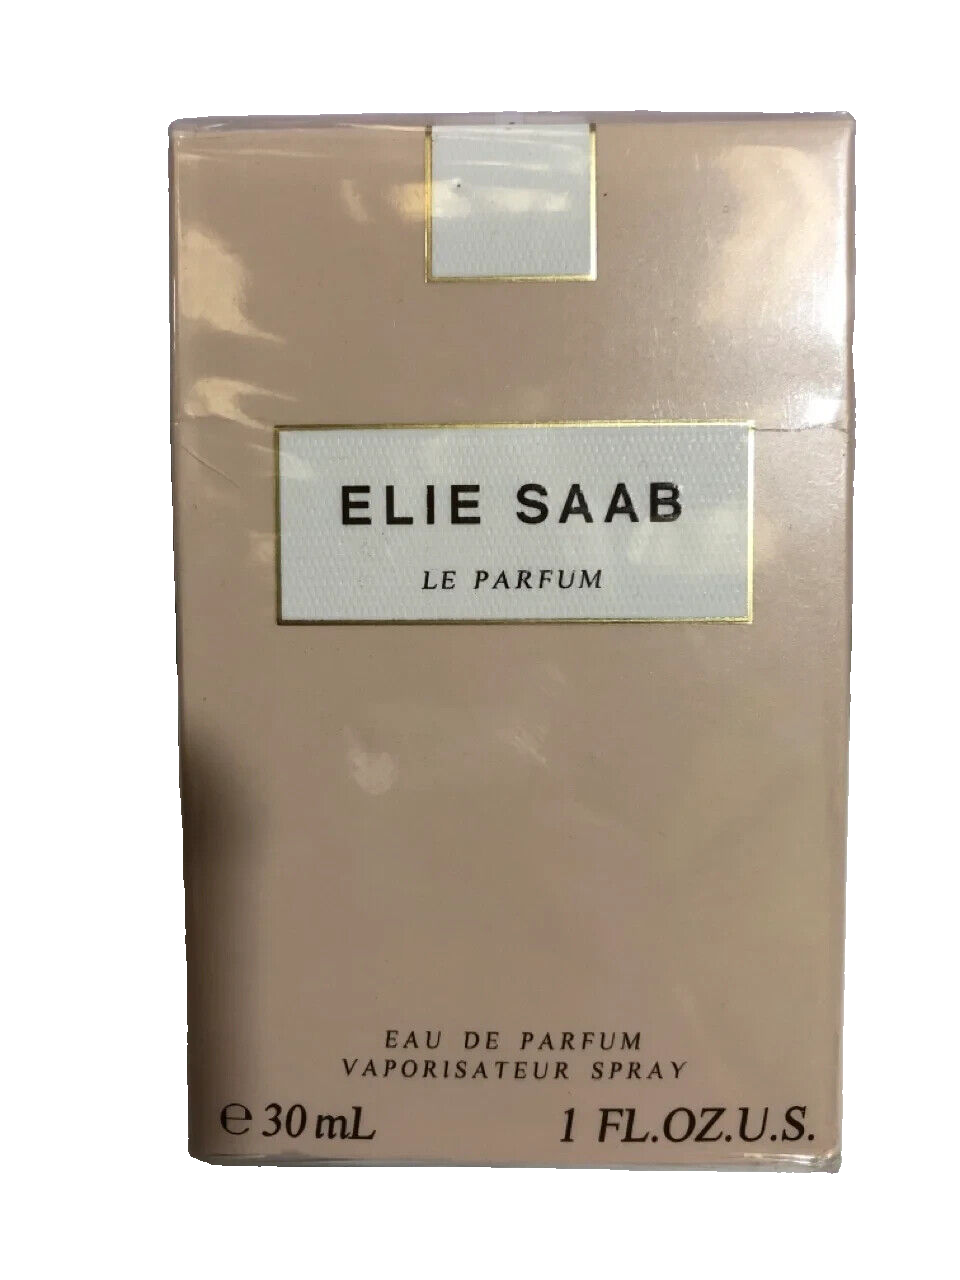 ELIE SAAB
LE PARFUM
EAU DE PARFUM
VAPORISATEUR SPRAY
℮ 30 mL 1 FL.OZ.U.S.